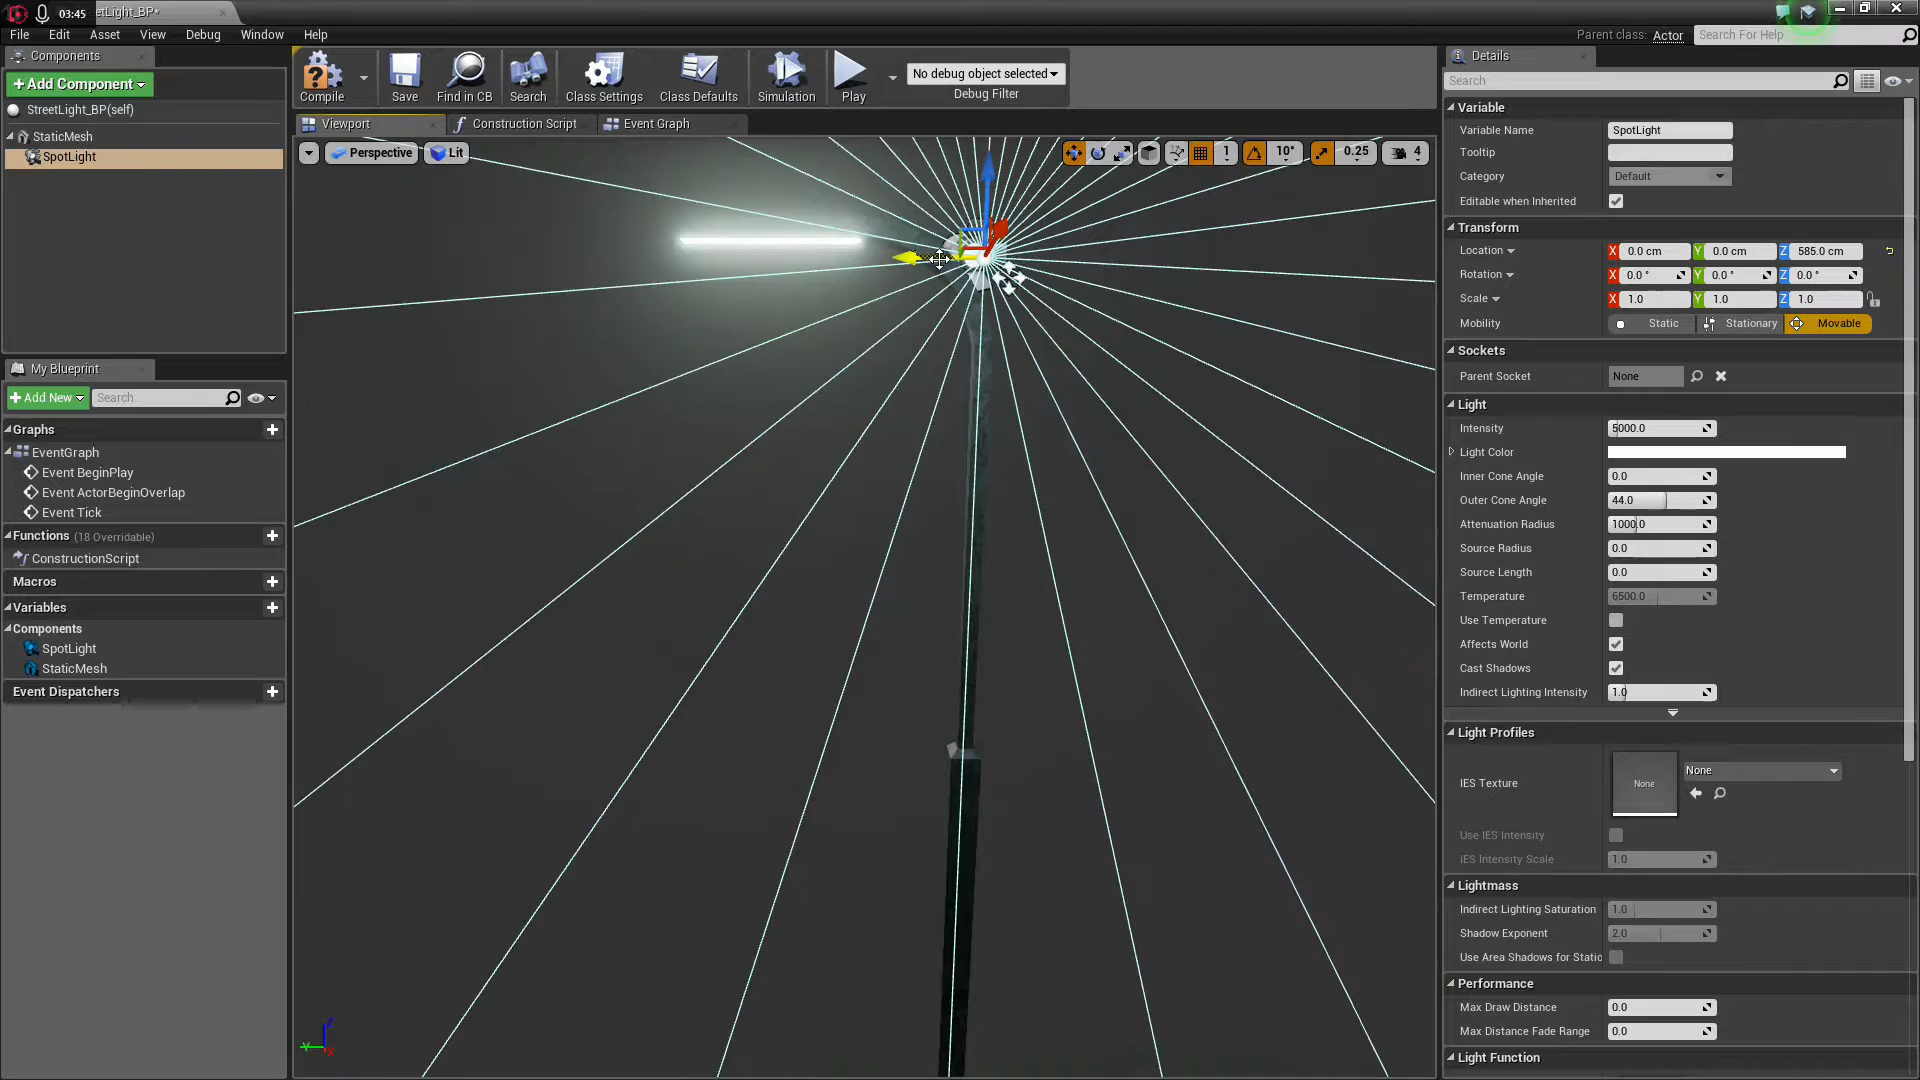 03:45
etLight_BP*
File Edit Asset View Debug Window Help
Parent class: Actor
Search For Help
Components
+Add Component
StreetLight_BP(self)
StaticMesh
SpotLight
My Blueprint
+Add New
Search
Graphs
EventGraph
Event BeginPlay
Event ActorBeginOverlap
Event Tick
Functions (18 Overridable)
ConstructionScript
Macros
Variables
Components
SpotLight
StaticMesh
Event Dispatchers
Compile Save Find in CB Search Class Settings Class Defaults Simulation Play
No debug object selected
Debug Filter
Viewport Construction Script Event Graph
Perspective Lit
1 10° 0.25 4
Z
Y X
Details
Search
Variable
Variable Name SpotLight
Tooltip
Category Default
Editable when Inherited
Transform
Location X 0.0 cm Y 0.0 cm Z 585.0 cm
Rotation X 0.0 ° Y 0.0 ° Z 0.0 °
Scale X 1.0 Y 1.0 Z 1.0
Mobility Static Stationary Movable
Sockets
Parent Socket None
Light
Intensity 5000.0
Light Color
Inner Cone Angle 0.0
Outer Cone Angle 44.0
Attenuation Radius 1000.0
Source Radius 0.0
Source Length 0.0
Temperature 6500.0
Use Temperature
Affects World
Cast Shadows
Indirect Lighting Intensity 1.0
Light Profiles
IES Texture None None
Use IES Intensity
IES Intensity Scale 1.0
Lightmass
Indirect Lighting Saturation 1.0
Shadow Exponent 2.0
Use Area Shadows for Static
Performance
Max Draw Distance 0.0
Max Distance Fade Range 0.0
Light Function